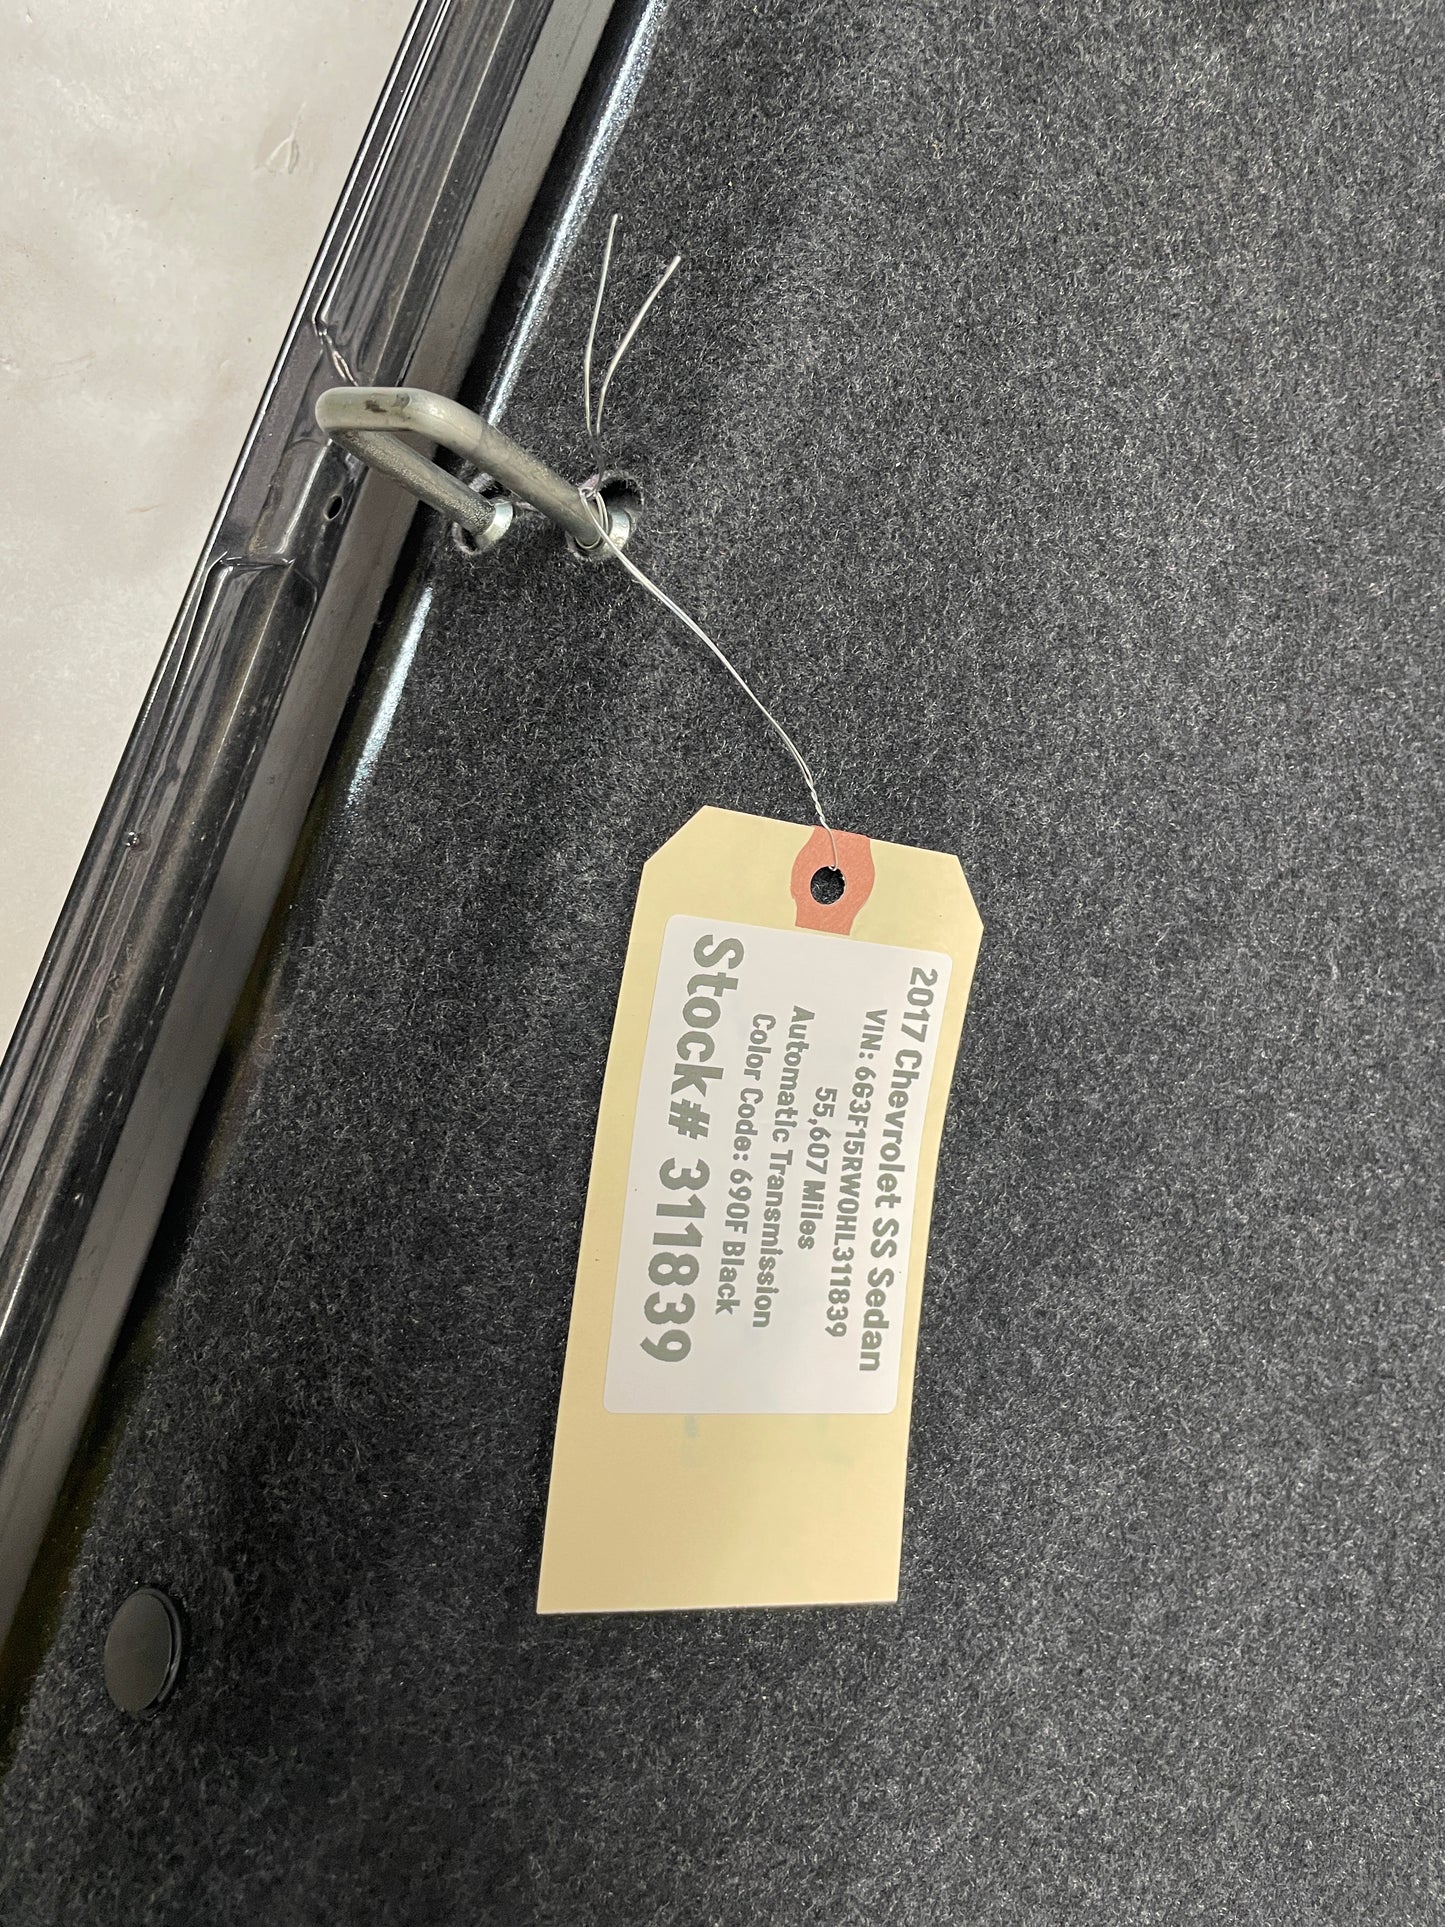 2017 Chevrolet SS Sedan
VIN: 6G3F15RW0HL311839
55,607 Miles
Automatic Transmission
Color Code: 690F Black
Stock# 311839